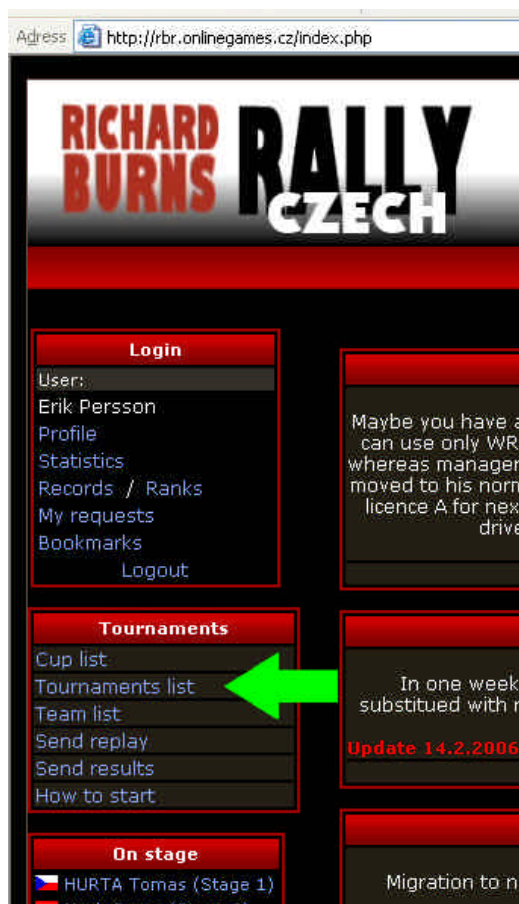 Adress http://rbr.onlinegames.cz/index.php
RICHARD BURNS RALLY
CZECH
Login
User:
Erik Persson
Profile
Statistics
Records / Ranks
My requests
Bookmarks
Logout
Tournaments
Cup list
Tournaments list
Team list
Send replay
Send results
How to start
On stage
HURTA Tomas (Stage 1)
Maybe you have a
can use only WR
whereas manager
moved to his norm
licence A for nex
drive
In one week
substitued with
Update 14.2.2006
Migration to n